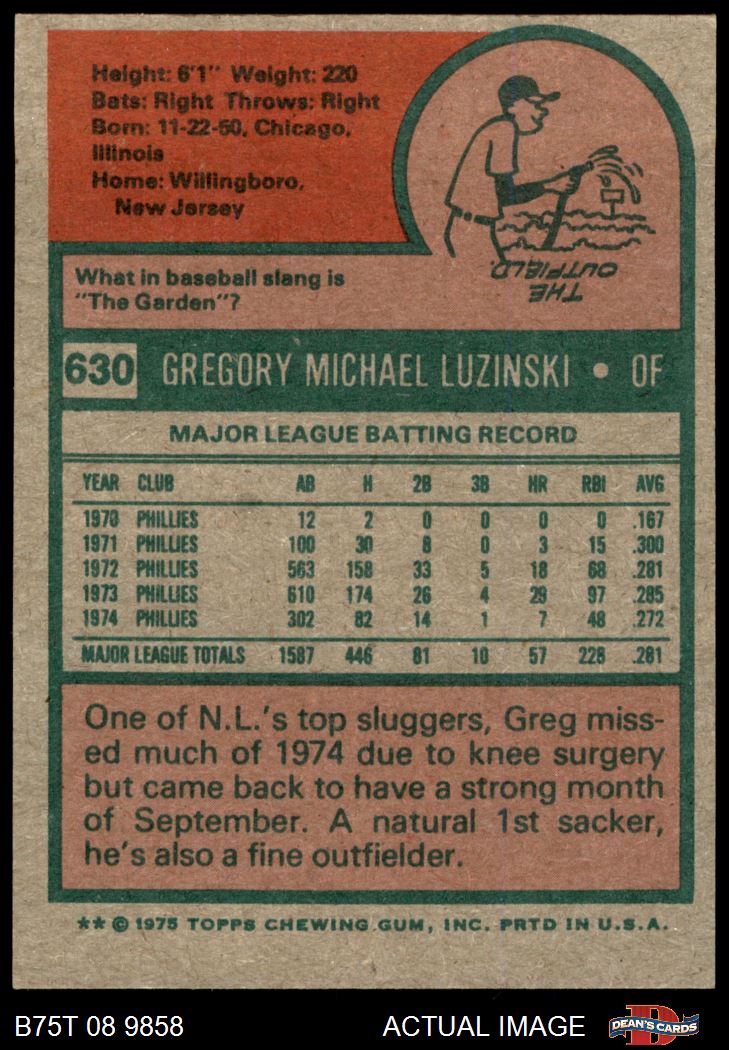 Height: 6'1" Weight: 220
Bats: Right Throws: Right
Born: 11-22-50, Chicago,
Illinois
Home: Willingboro,
New Jersey
THE
OUTFIELD.
What in baseball slang is
"The Garden"?
630 GREGORY MICHAEL LUZINSKI • OF
MAJOR LEAGUE BATTING RECORD
YEAR CLUB AB H 2B 3B HR RBI AVG
1970 PHILLIES 12 2 0 0 0 0 .167
1971 PHILLIES 100 30 8 0 3 15 .300
1972 PHILLIES 563 158 33 5 18 68 .281
1973 PHILLIES 610 174 26 4 29 97 .285
1974 PHILLIES 302 82 14 1 7 48 .272
MAJOR LEAGUE TOTALS 1587 446 81 10 57 228 .281
One of N.L.'s top sluggers, Greg miss-
ed much of 1974 due to knee surgery
but came back to have a strong month
of September. A natural 1st sacker,
he's also a fine outfielder.
** © 1975 TOPPS CHEWING GUM, INC. PRTD IN U.S.A.
B75T 08 9858 ACTUAL IMAGE DEAN'S CARDS